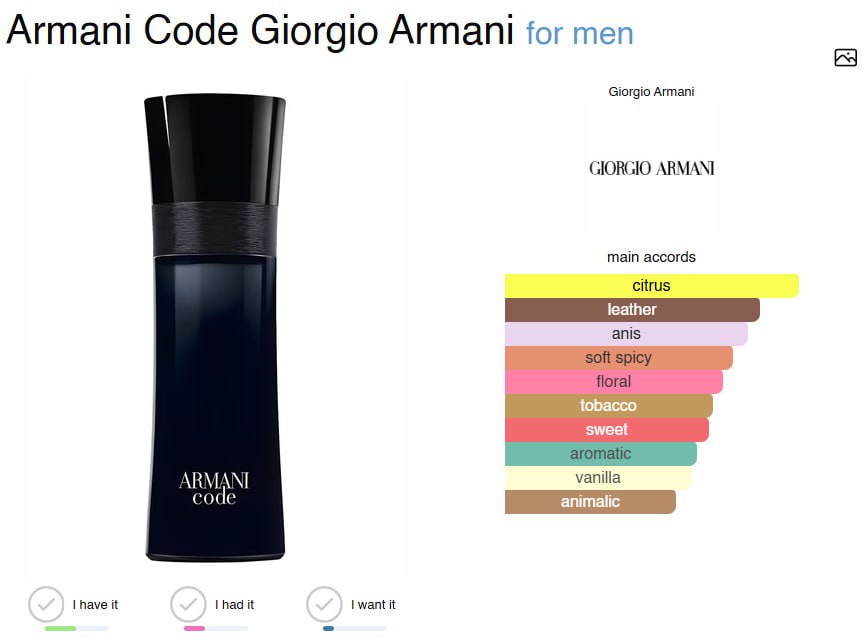 Armani Code Giorgio Armani for men
Giorgio Armani
GIORGIO ARMANI
main accords
citrus
leather
anis
soft spicy
floral
tobacco
sweet
aromatic
vanilla
animalic
ARMANI
code
I have it
I had it
I want it